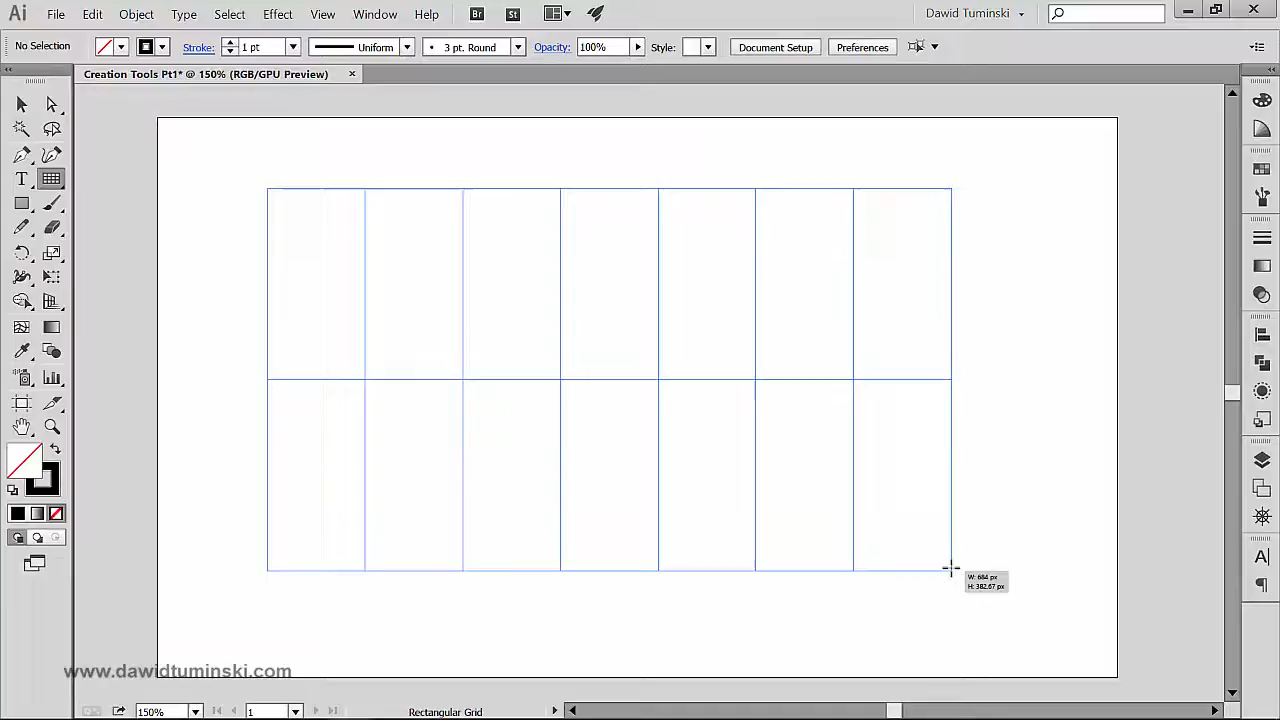 Ai File Edit Object Type Select Effect View Window Help Br St Dawid Tuminski
No Selection Stroke: 1 pt Uniform 3 pt. Round Opacity: 100% Style: Document Setup Preferences
Creation Tools Pt1* @ 150% (RGB/GPU Preview)
T
W: 684 px
H: 382.67 px
A
www.dawidtuminski.com
150% 1 Rectangular Grid